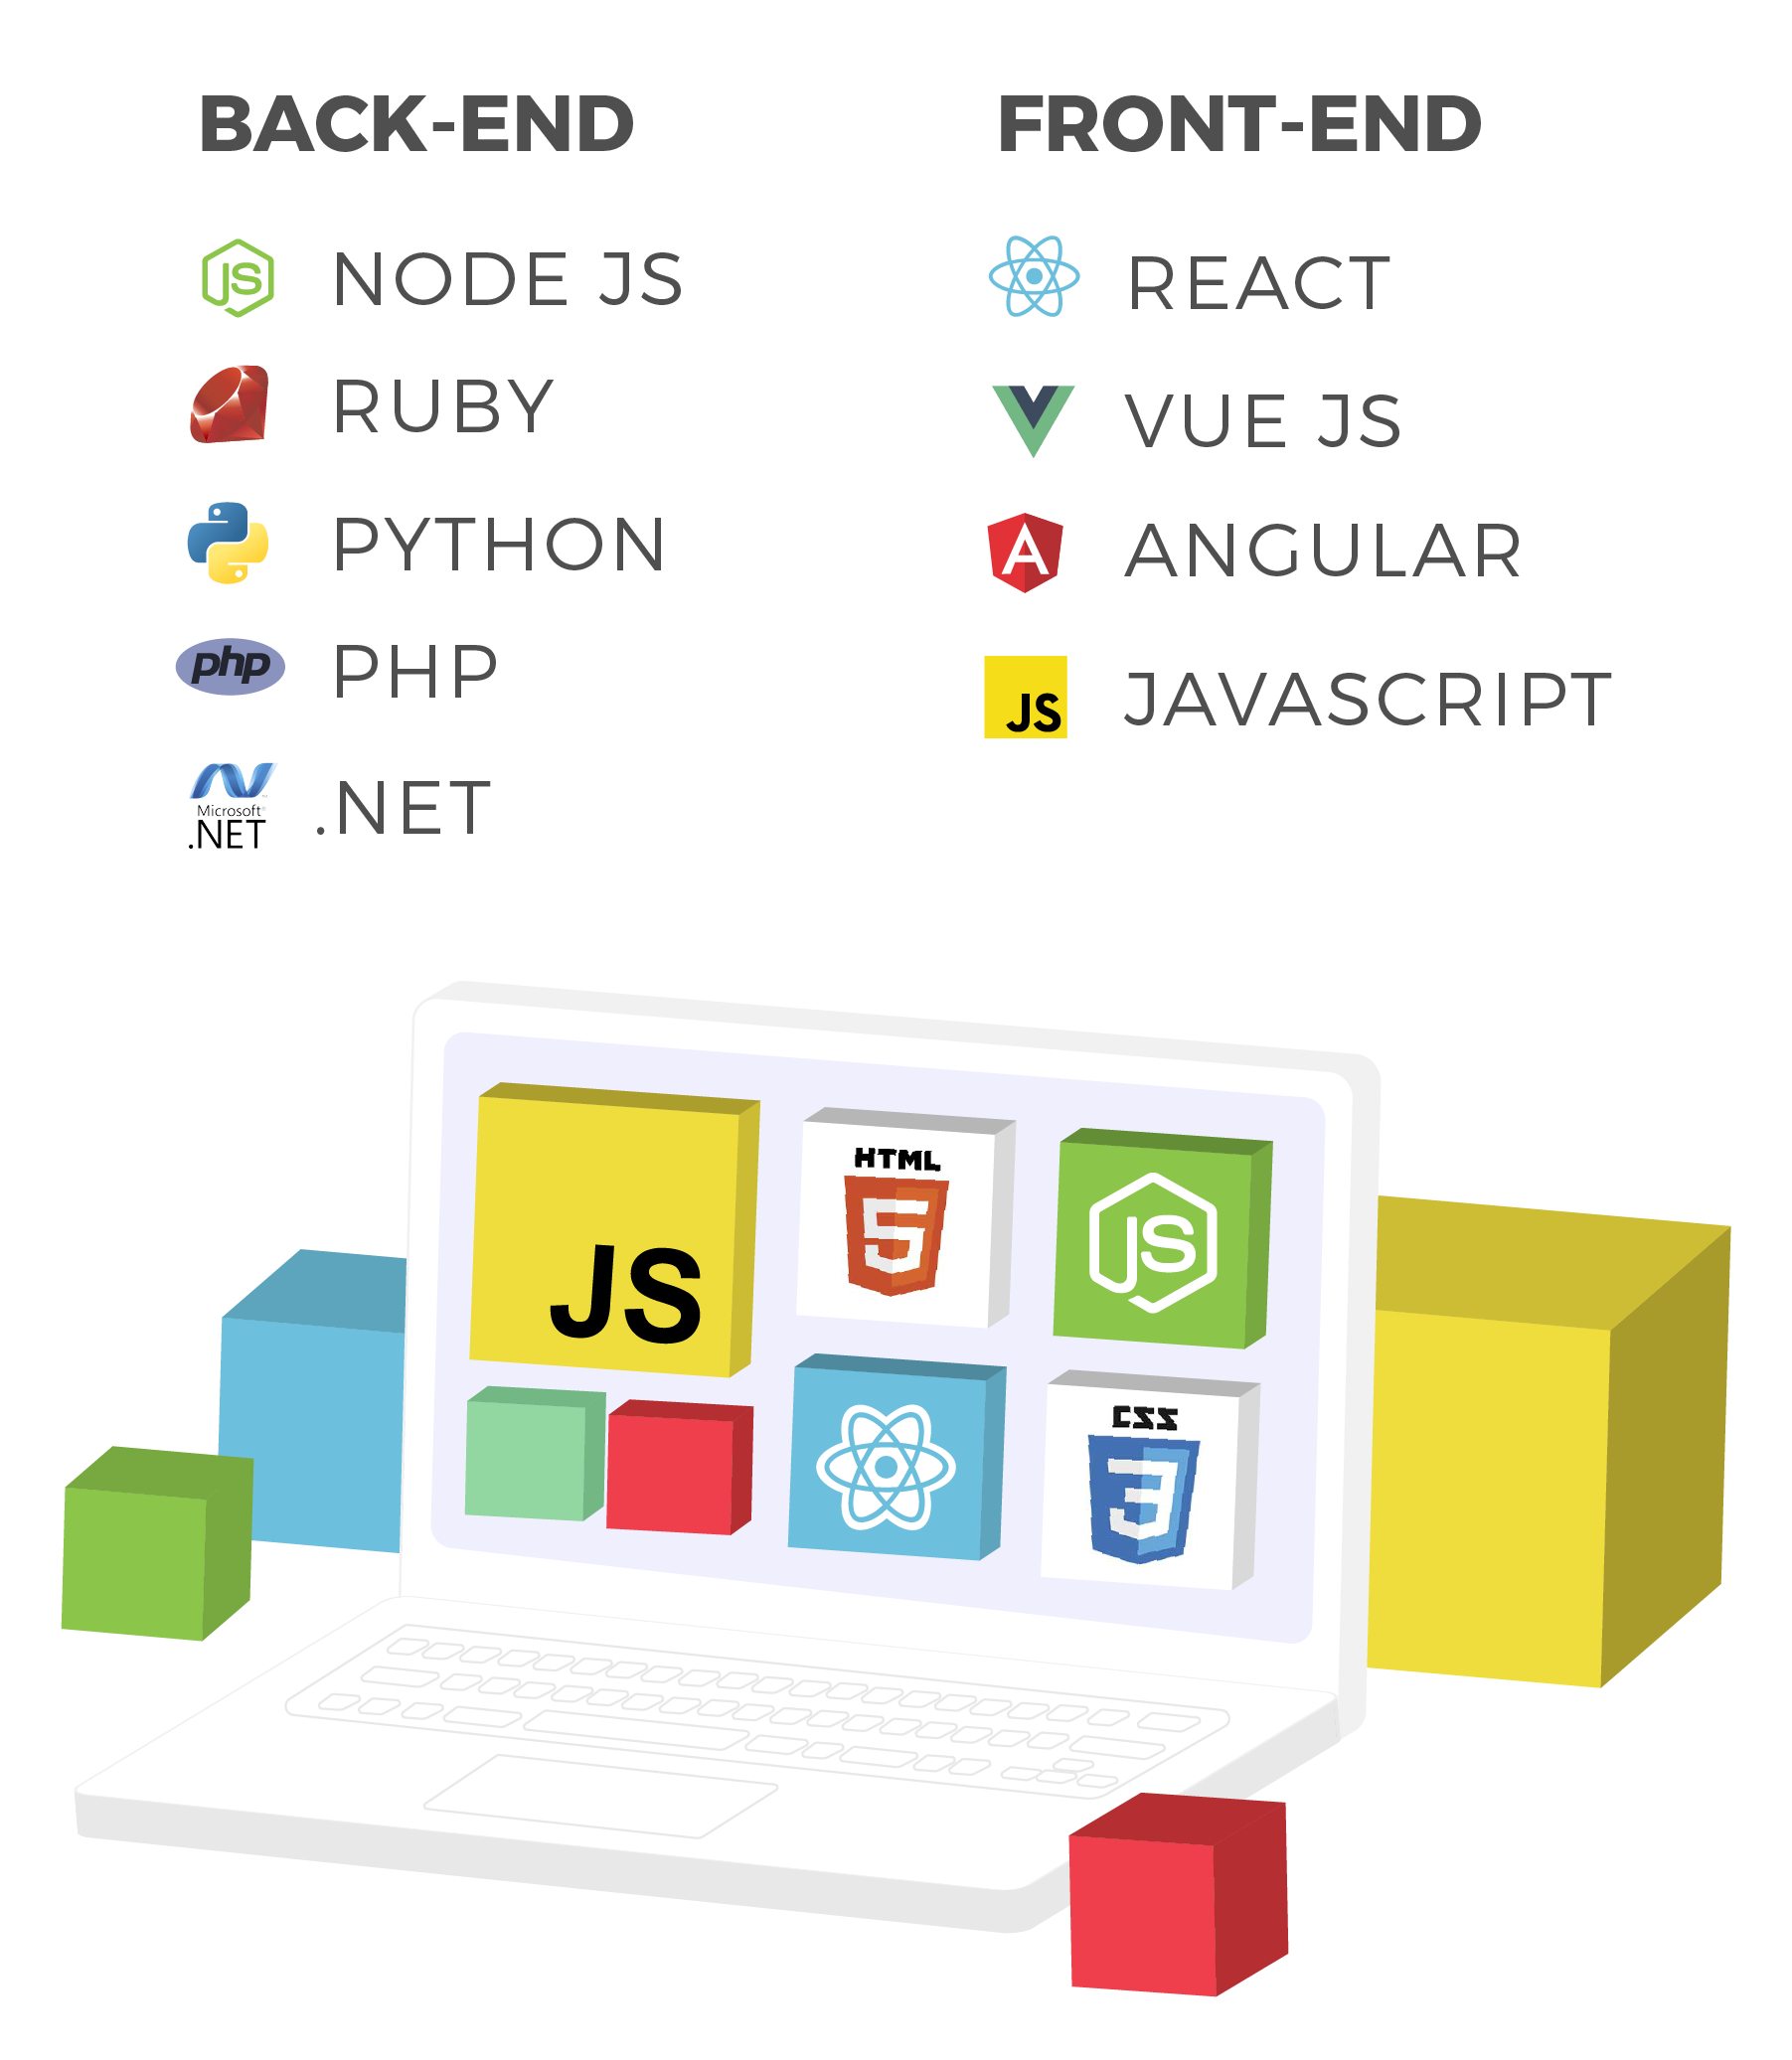 BACK-END
JS NODE JS
RUBY
PYTHON
php PHP
Microsoft
.NET .NET
FRONT-END
REACT
VUE JS
A ANGULAR
JS JAVASCRIPT
JS
HTML
5
JS
CSS
3